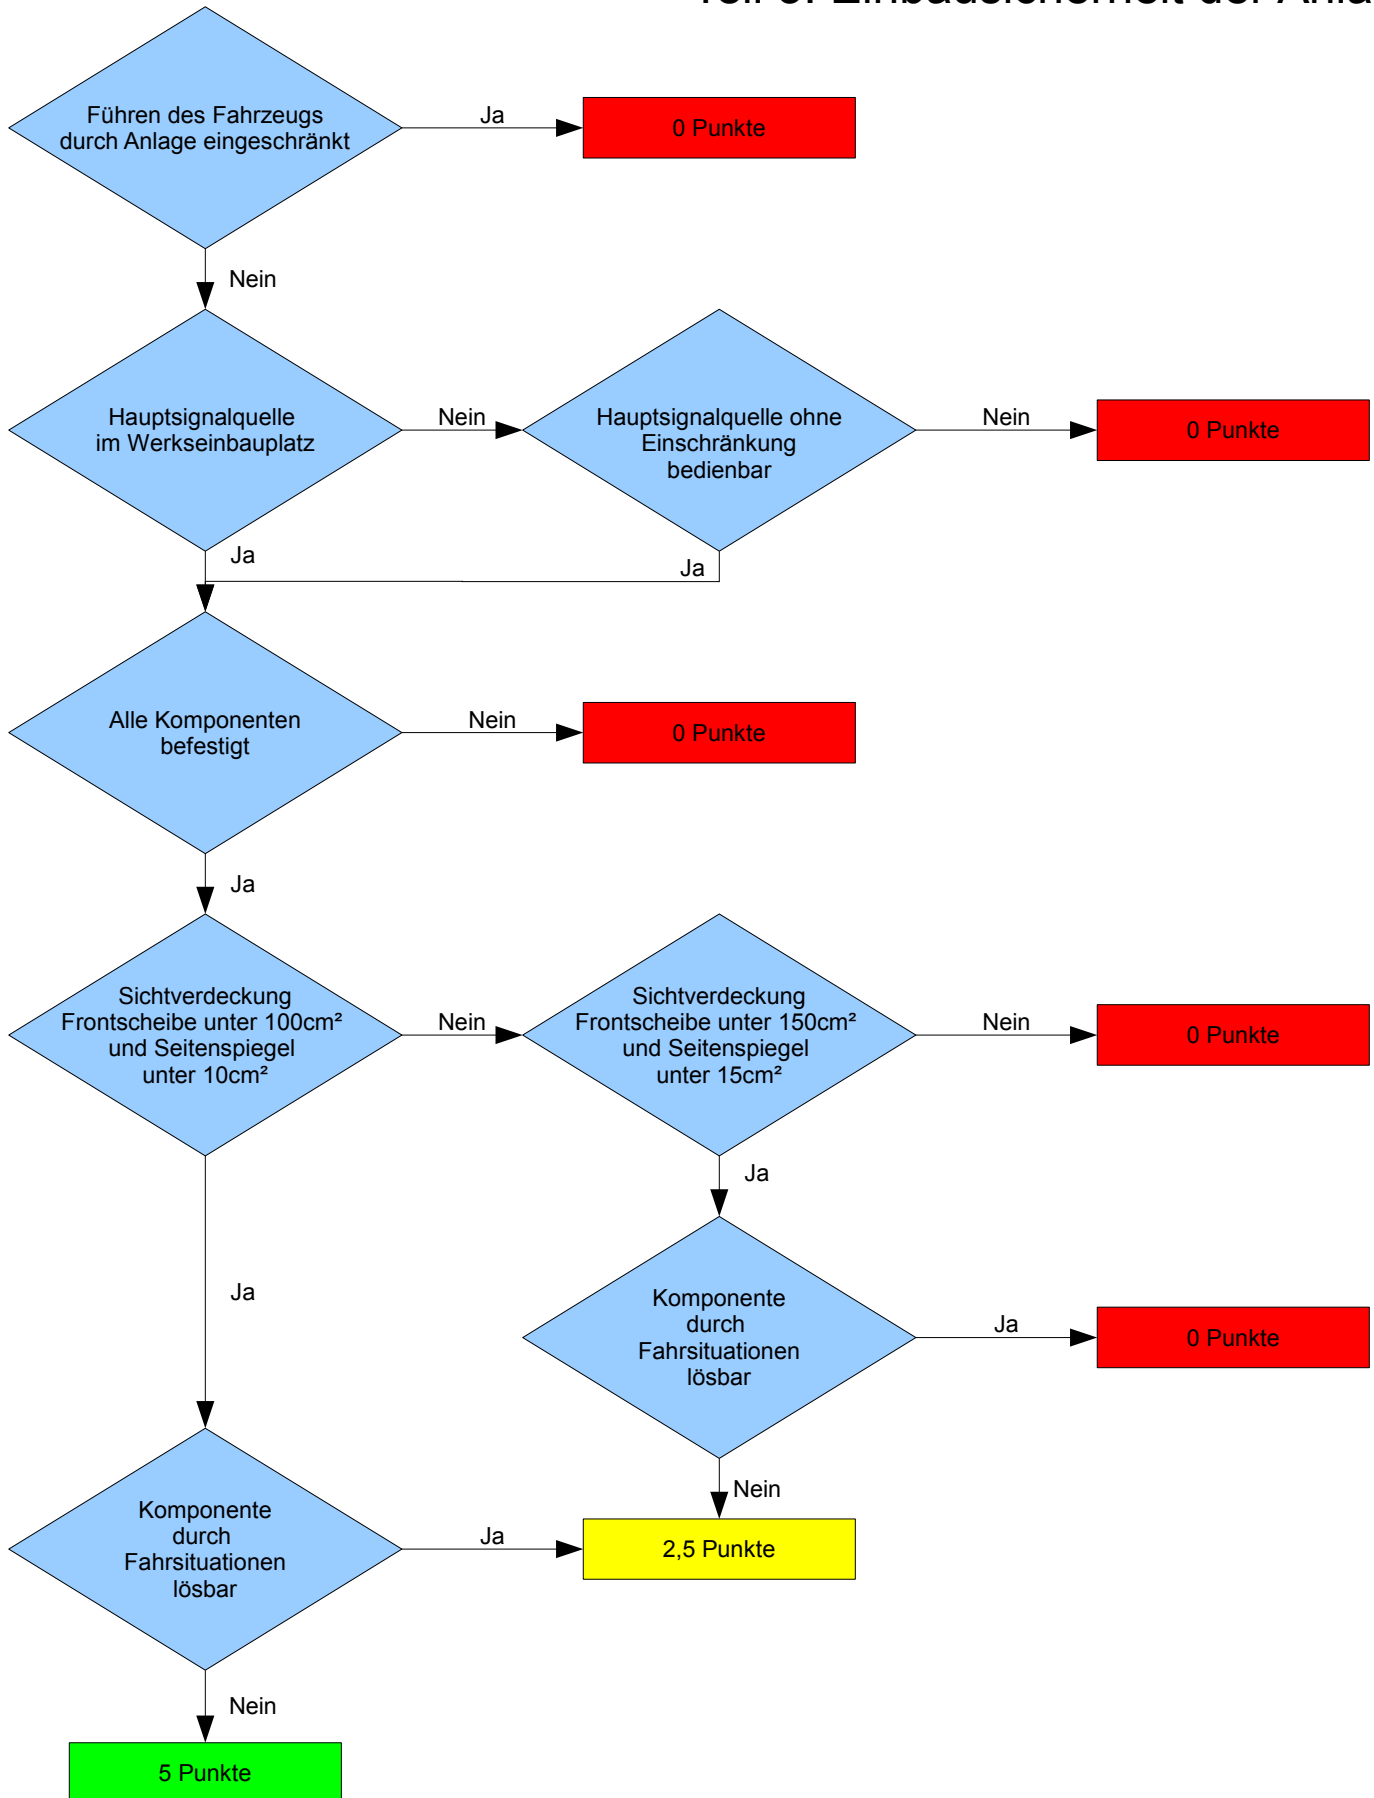 Einbausicherheit der
Führen des Fahrzeugs
durch Anlage eingeschränkt
Ja
0 Punkte
Nein
Hauptsignalquelle
im Werkseinbauplatz
Nein
Hauptsignalquelle ohne
Einschränkung
bedienbar
Nein
0 Punkte
Ja
Ja
Alle Komponenten
befestigt
Nein
0 Punkte
Ja
Sichtverdeckung
Frontscheibe unter 100cm²
und Seitenspiegel
unter 10cm²
Nein
Sichtverdeckung
Frontscheibe unter 150cm²
und Seitenspiegel
unter 15cm²
Nein
0 Punkte
Ja
Ja
Komponente
durch
Fahrsituationen
lösbar
Ja
0 Punkte
Nein
Komponente
durch
Fahrsituationen
lösbar
Ja
2,5 Punkte
Nein
5 Punkte